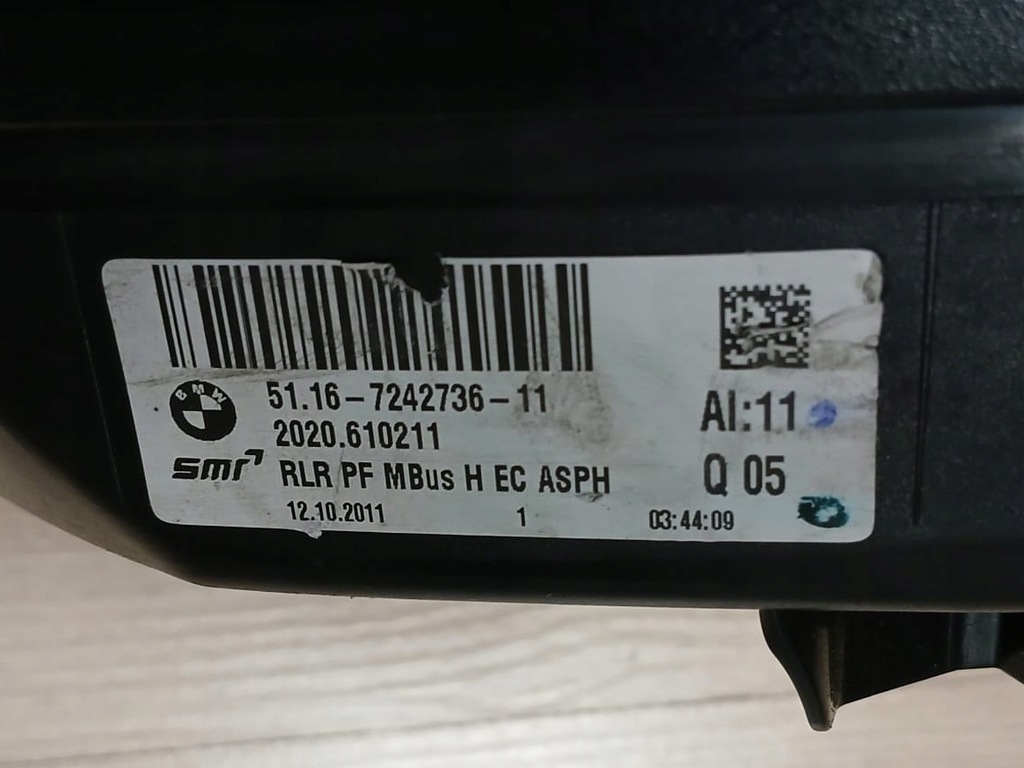 BMW
51.16-7242736-11
2020.610211
smr
RLR PF MBus H EC ASPH
12.10.2011 1 03:44:09
AI:11
Q 05